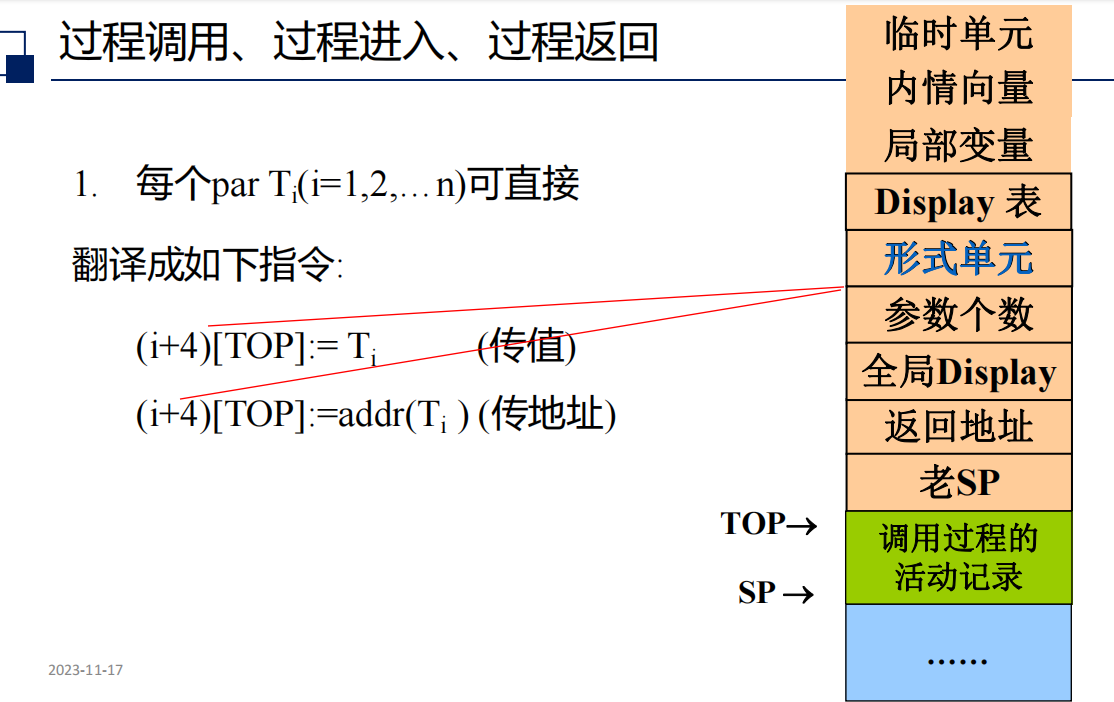 过程调用、过程进入、过程返回
1. 每个par Ti(i=1,2,…n)可直接
翻译成如下指令:
(i+4)[TOP]:= Ti (传值)
(i+4)[TOP]:=addr(Ti ) (传地址)
临时单元
内情向量
局部变量
Display 表
形式单元
参数个数
全局Display
返回地址
老SP
TOP→
调用过程的
活动记录
SP →
……
2023-11-17